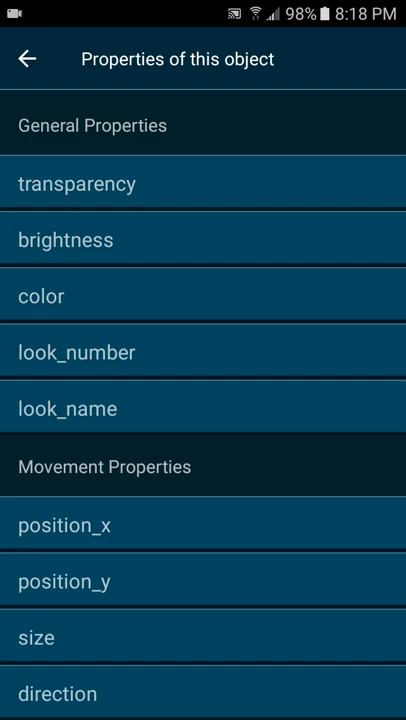 98% 8:18 PM
Properties of this object
General Properties
transparency
brightness
color
look_number
look_name
Movement Properties
position_x
position_y
size
direction